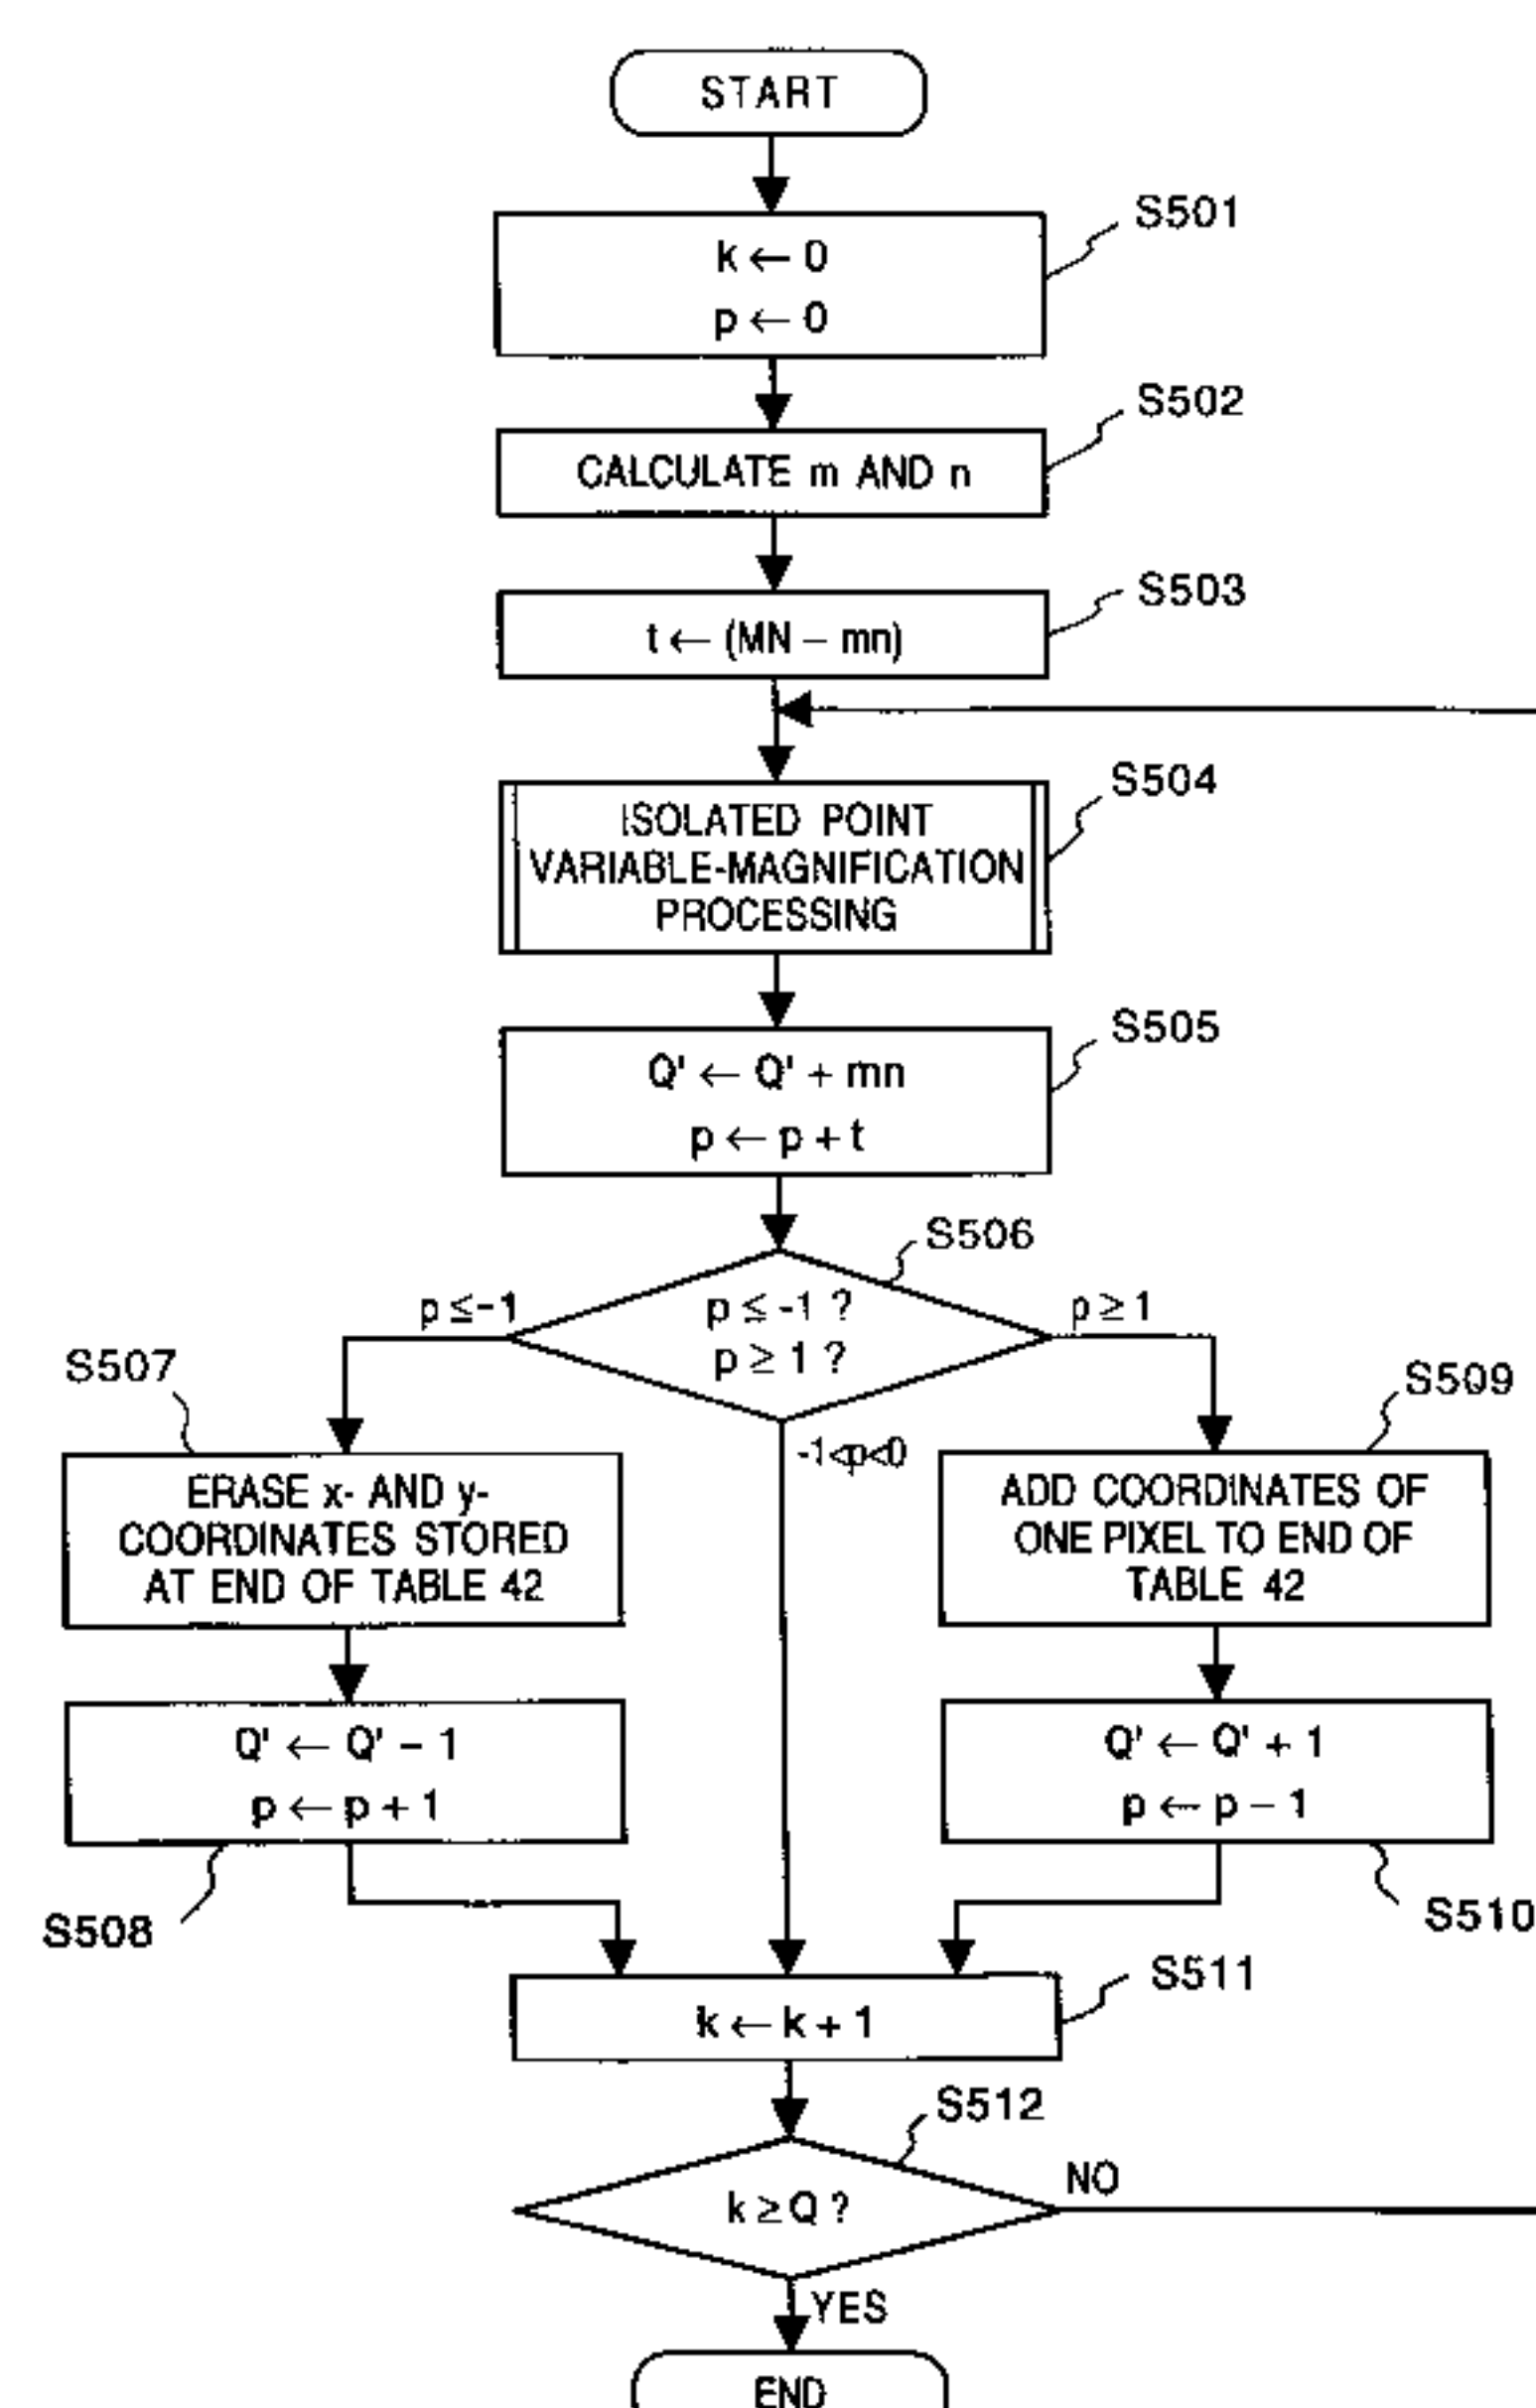 START
S501
k ← 0
p ← 0
S502
CALCULATE m AND n
S503
t ← (MN − mn)
S504
ISOLATED POINT
VARIABLE-MAGNIFICATION
PROCESSING
S505
Q' ← Q' + mn
p ← p + t
S506
p ≤ -1
p ≤ -1 ?
p ≥ 1 ?
p ≥ 1
-1<p<0
S507
ERASE x- AND y-
COORDINATES STORED
AT END OF TABLE 42
S509
ADD COORDINATES OF
ONE PIXEL TO END OF
TABLE 42
Q' ← Q' − 1
p ← p + 1
S508
Q' ← Q' + 1
p ← p − 1
S510
S511
k ← k + 1
S512
k ≥ Q ?
NO
YES
END